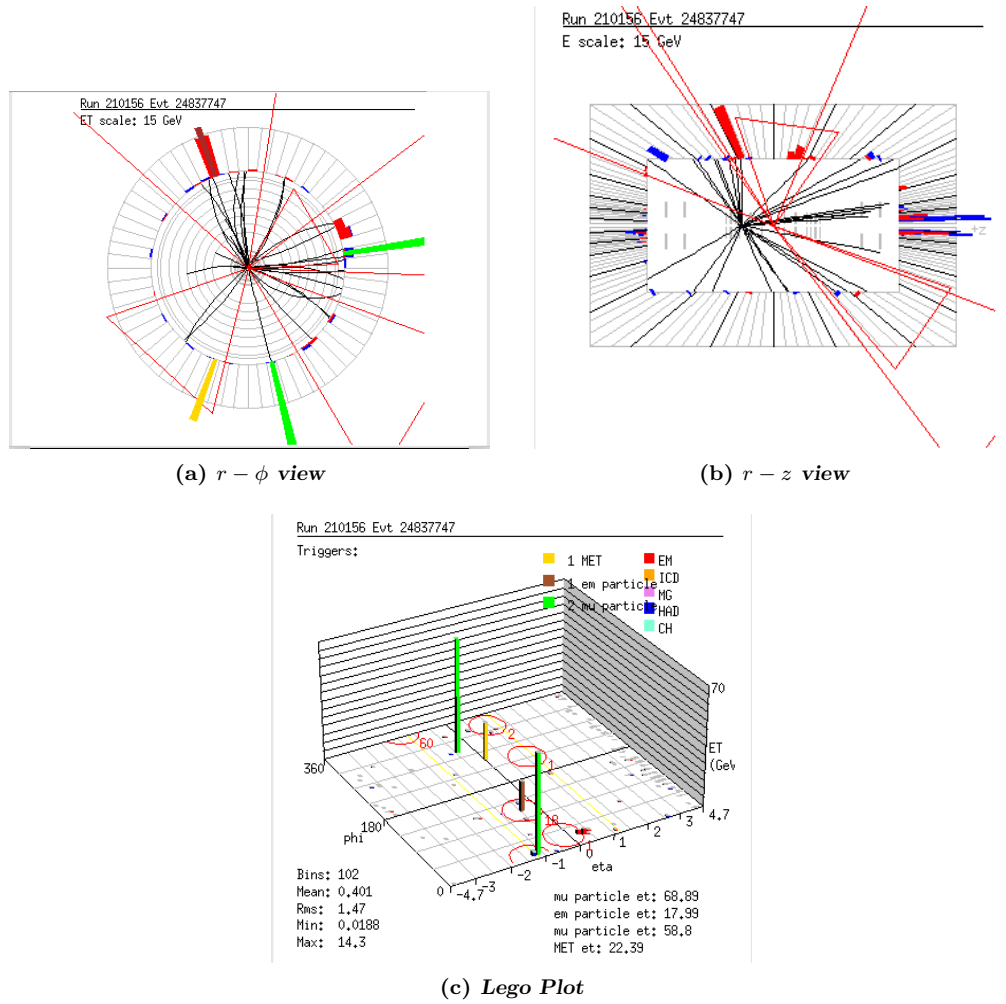 Run 210156 Evt 24837747
ET scale: 15 GeV
(a) r − ϕ view
Run 210156 Evt 24837747
E scale: 15 GeV
+z
(b) r − z view
Run 210156 Evt 24837747
Triggers:
1 MET
1 em particle
2 mu particle
EM
ICD
MG
HAD
CH
70
ET
(GeV
4.7
3
2
1
0
-1
-2
-3
-4.7
eta
360
180
0
phi
60
2
1
18
Bins: 102
Mean: 0.401
Rms: 1.47
Min: 0.0188
Max: 14.3
mu particle et: 68.89
em particle et: 17.99
mu particle et: 58.8
MET et: 22.39
(c) Lego Plot